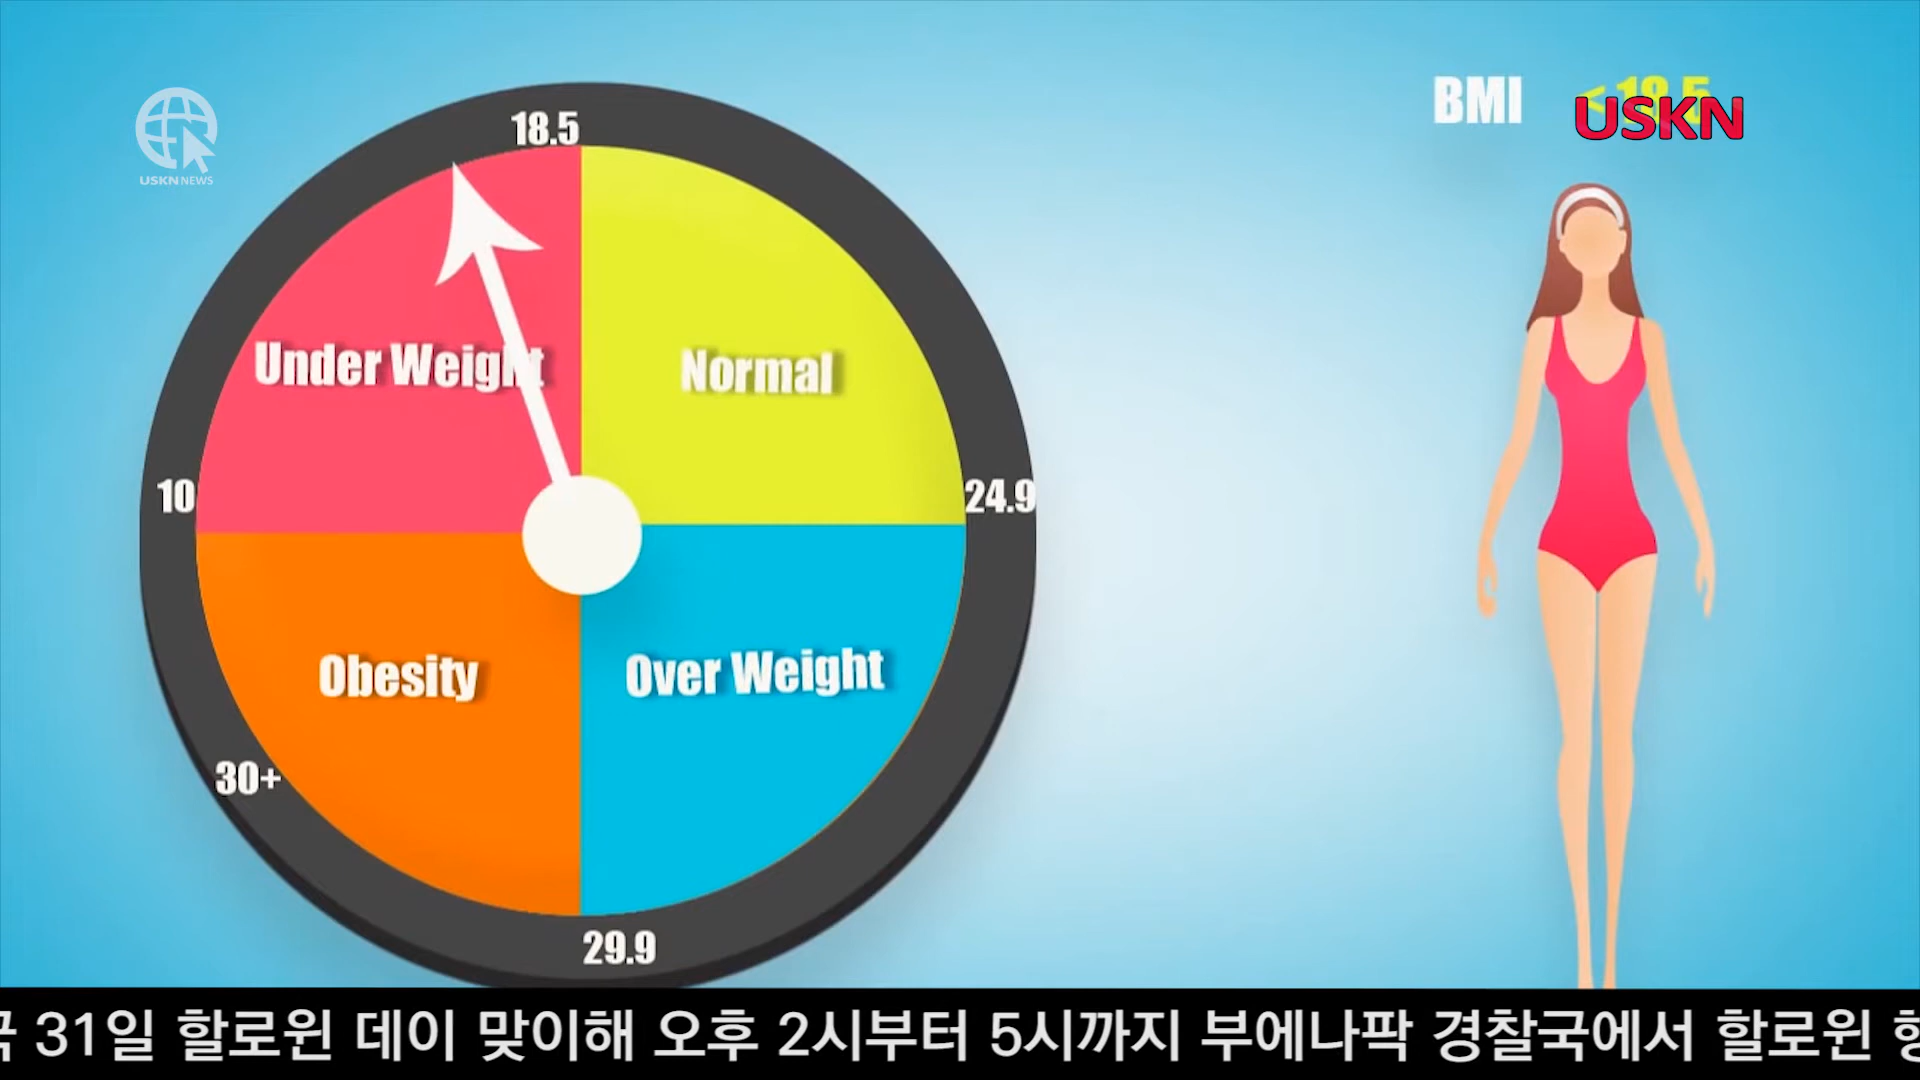 BMI <18.5
USKN
USKN NEWS
18.5
Under Weight
Normal
10
24.9
Obesity
Over Weight
30+
29.9
31일 할로윈 데이 맞이해 오후 2시부터 5시까지 부에나팍 경찰국에서 할로윈